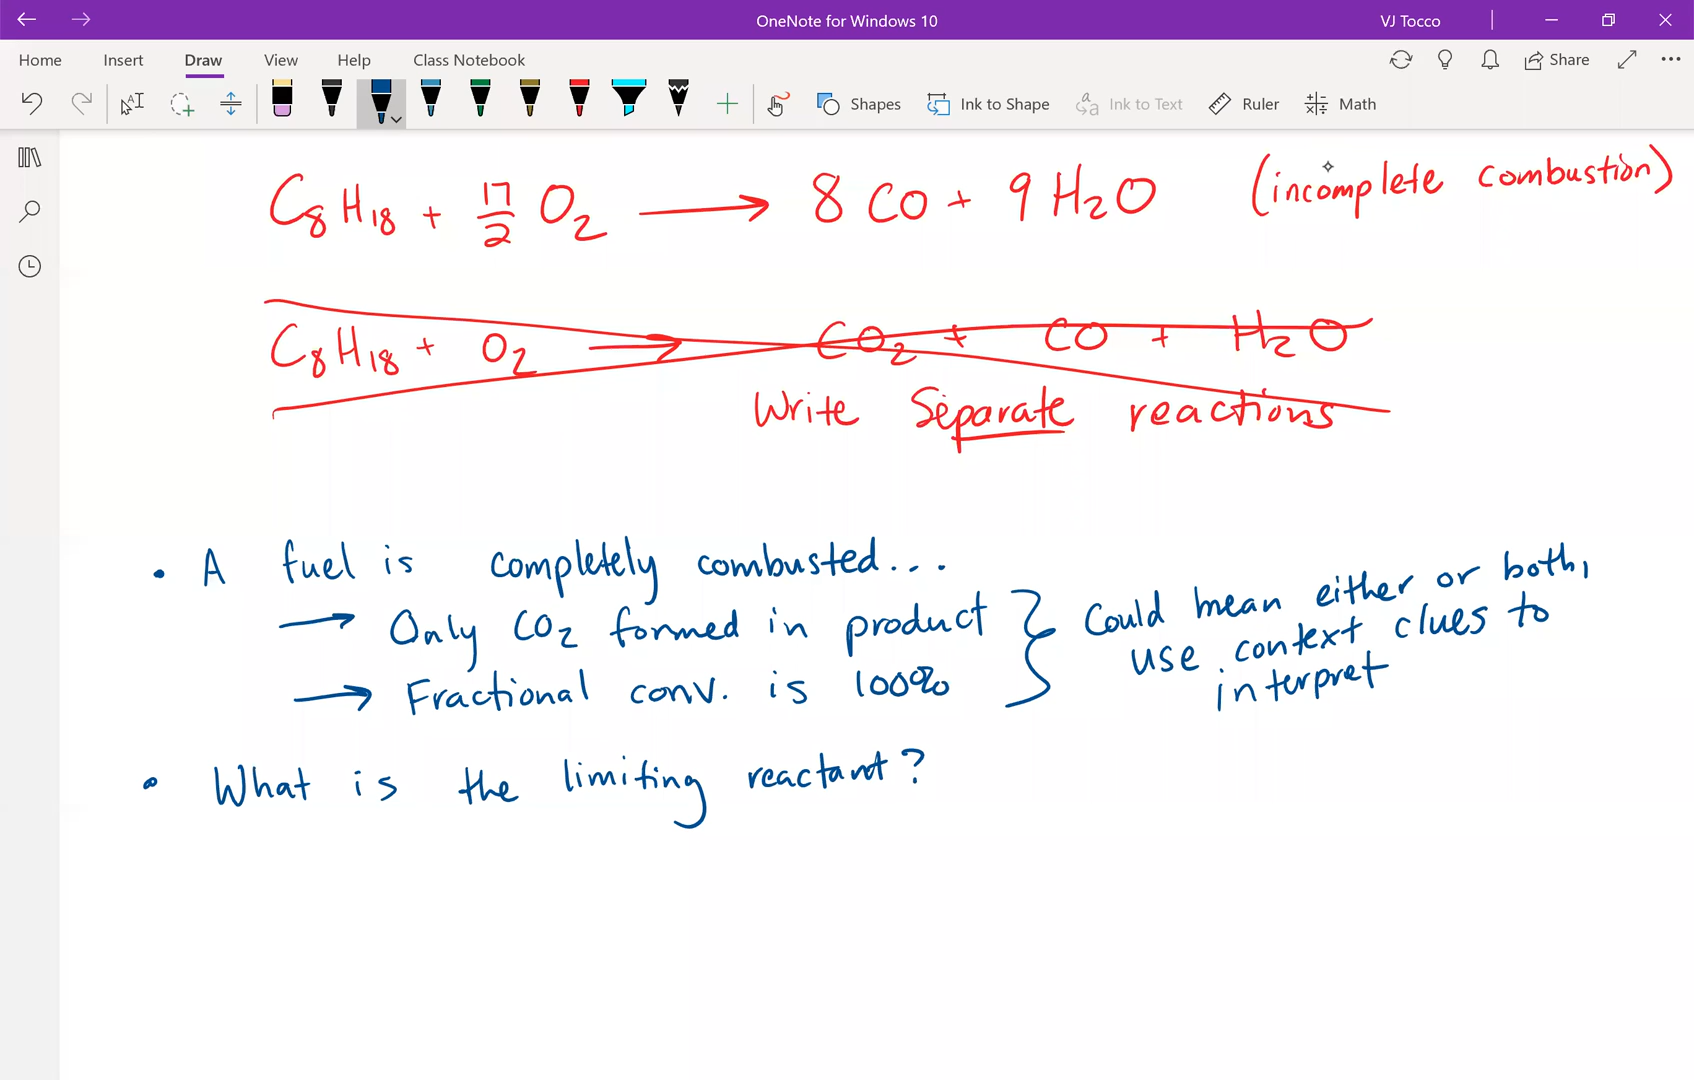 OneNote for Windows 10
VJ Tocco
Home Insert Draw View Help Class Notebook
Share
Shapes Ink to Shape Ink to Text Ruler Math
C₈H₁₈ + 17/2 O₂ → 8 CO + 9 H₂O (incomplete combustion)
C₈H₁₈ + O₂ → CO₂ + CO + H₂O
Write Separate reactions
• A fuel is completely combusted...
→ Only CO₂ formed in product
→ Fractional conv. is 100%
Could mean either or both,
use context clues to
interpret
• What is the limiting reactant?